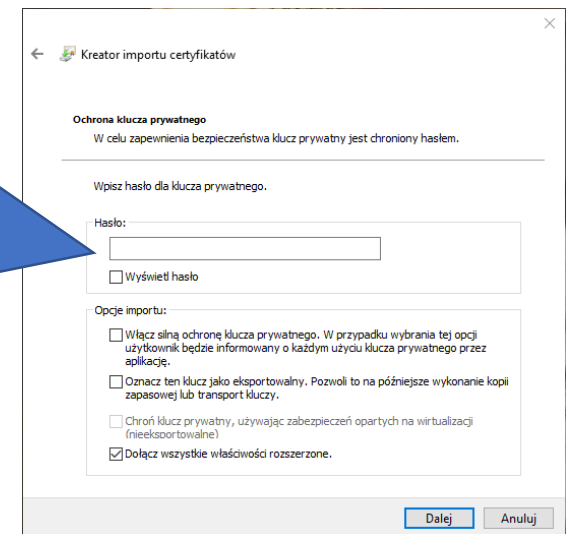 Kreator importu certyfikatów
Ochrona klucza prywatnego
W celu zapewnienia bezpieczeństwa klucz prywatny jest chroniony hasłem.
Wpisz hasło dla klucza prywatnego.
Hasło:
Wyświetl hasło
Opcje importu:
Włącz silną ochronę klucza prywatnego. W przypadku wybrania tej opcji
użytkownik będzie informowany o każdym użyciu klucza prywatnego przez
aplikację.
Oznacz ten klucz jako eksportowalny. Pozwoli to na późniejsze wykonanie kopii
zapasowej lub transport kluczy.
Chroń klucz prywatny, używając zabezpieczeń opartych na wirtualizacji
(nieeksportowalne)
Dołącz wszystkie właściwości rozszerzone.
Dalej
Anuluj